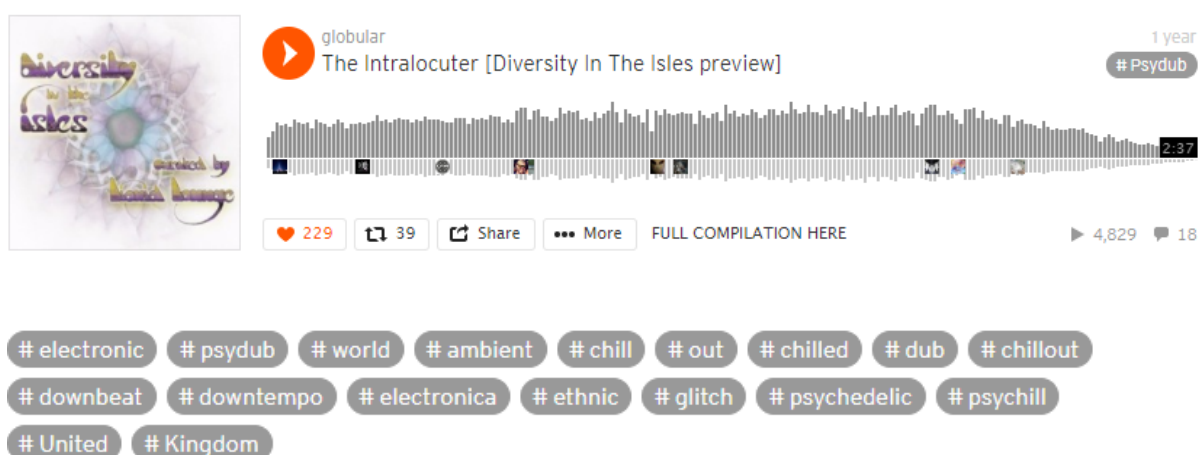 Diversity
in the
isles
curated by
globular
1 year
The Intralocuter [Diversity In The Isles preview]
# Psydub
2:37
229
39
Share
More
FULL COMPILATION HERE
4,829
18
# electronic # psydub # world # ambient # chill # out # chilled # dub # chillout
# downbeat # downtempo # electronica # ethnic # glitch # psychedelic # psychill
# United # Kingdom